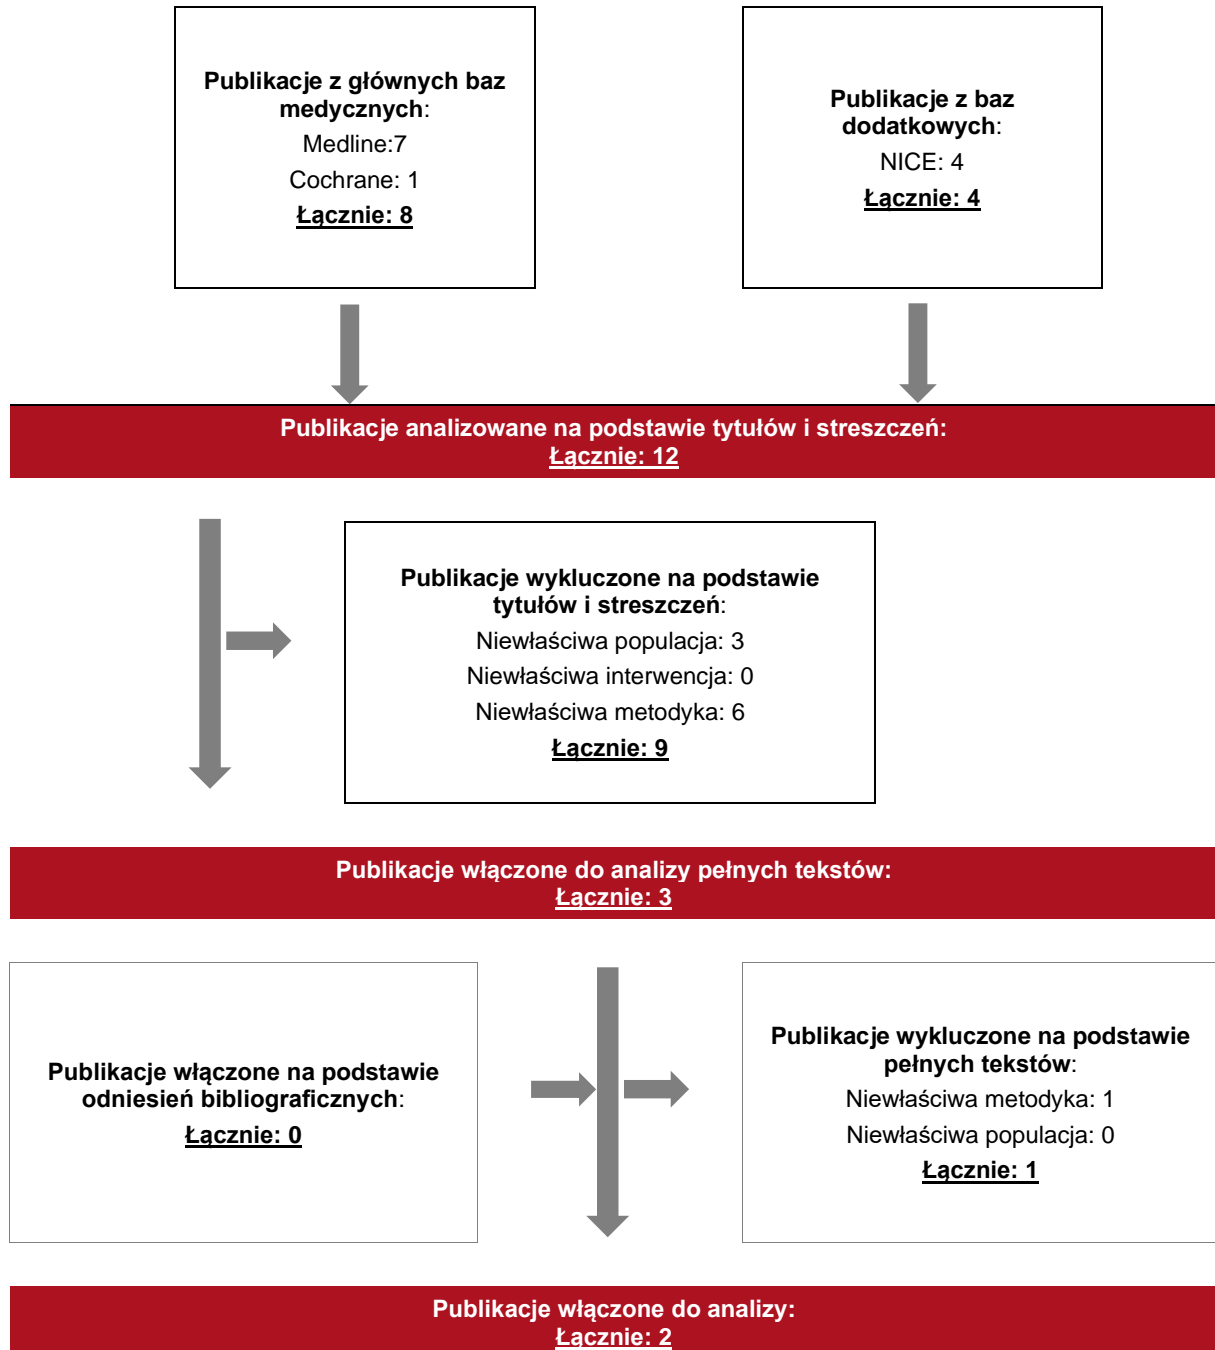 Publikacje z głównych baz
medycznych:
Medline:7
Cochrane: 1
Łącznie: 8
Publikacje z baz
dodatkowych:
NICE: 4
Łącznie: 4
Publikacje analizowane na podstawie tytułów i streszczeń:
Łącznie: 12
Publikacje wykluczone na podstawie
tytułów i streszczeń:
Niewłaściwa populacja: 3
Niewłaściwa interwencja: 0
Niewłaściwa metodyka: 6
Łącznie: 9
Publikacje włączone do analizy pełnych tekstów:
Łącznie: 3
Publikacje włączone na podstawie
odniesień bibliograficznych:
Łącznie: 0
Publikacje wykluczone na podstawie
pełnych tekstów:
Niewłaściwa metodyka: 1
Niewłaściwa populacja: 0
Łącznie: 1
Publikacje włączone do analizy:
Łącznie: 2